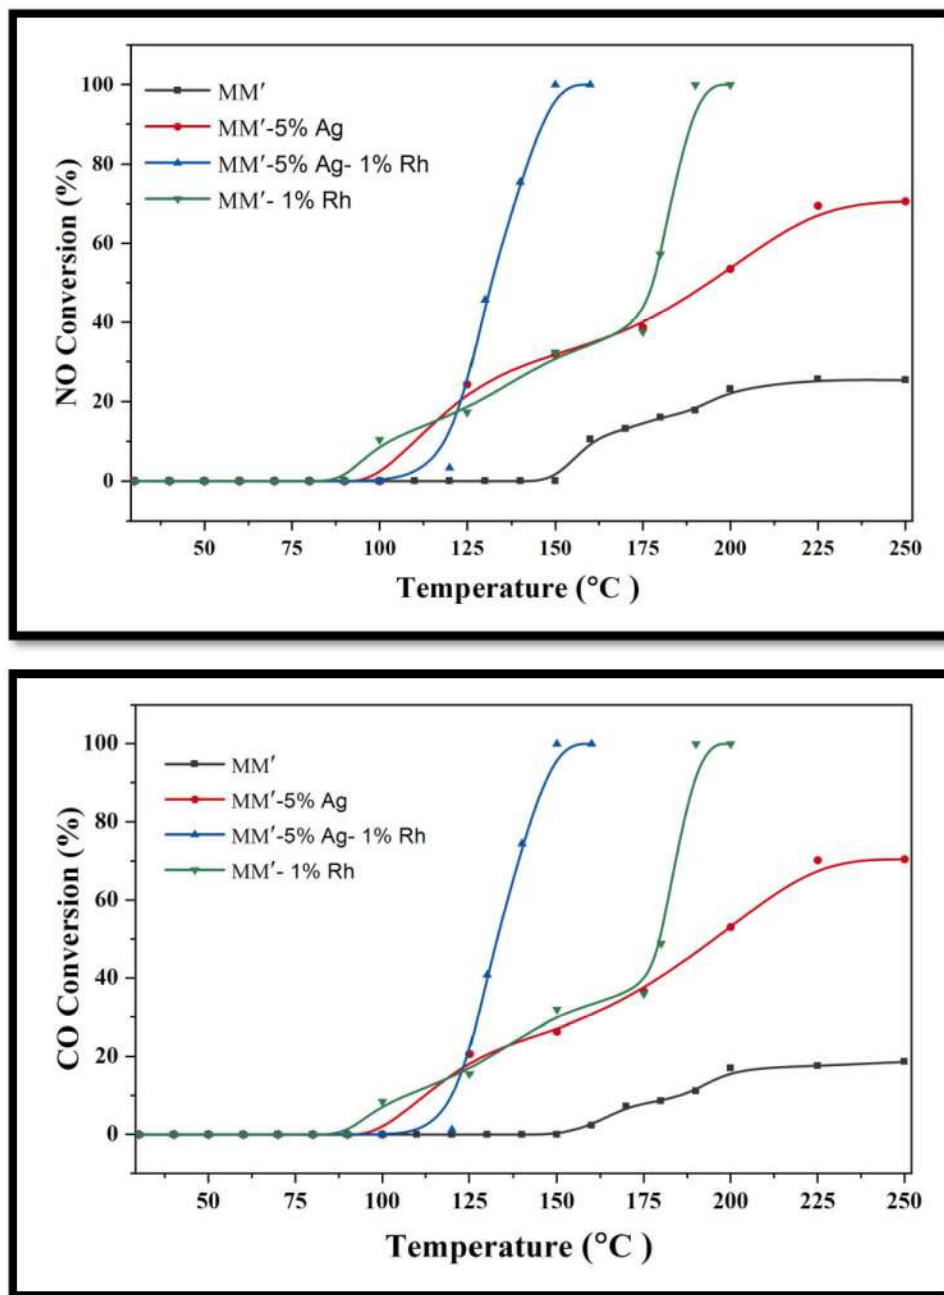 100
80
60
40
20
0
NO Conversion (%)
MM′
MM′-5% Ag
MM′-5% Ag- 1% Rh
MM′- 1% Rh
50 75 100 125 150 175 200 225 250
Temperature (°C )
100
80
60
40
20
0
CO Conversion (%)
MM′
MM′-5% Ag
MM′-5% Ag- 1% Rh
MM′- 1% Rh
50 75 100 125 150 175 200 225 250
Temperature (°C)